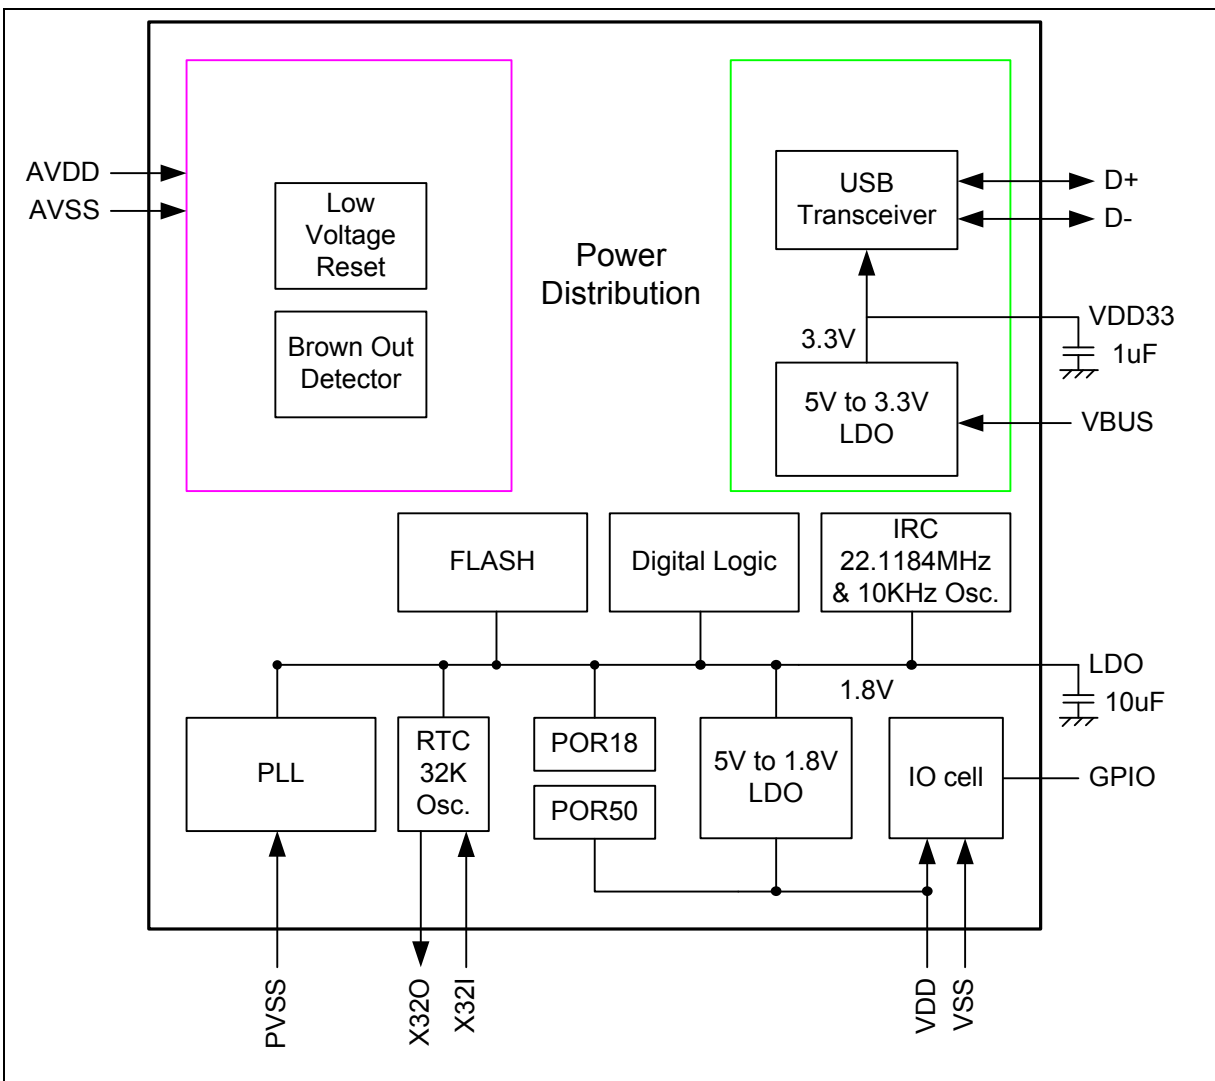 AVDD
AVSS
Low
Voltage
Reset
Brown Out
Detector
Power
Distribution
USB
Transceiver
D+
D-
3.3V
VDD33
1uF
5V to 3.3V
LDO
VBUS
FLASH
Digital Logic
IRC
22.1184MHz
& 10KHz Osc.
1.8V
LDO
10uF
PLL
RTC
32K
Osc.
POR18
POR50
5V to 1.8V
LDO
IO cell
GPIO
PVSS
X32O
X32I
VDD
VSS